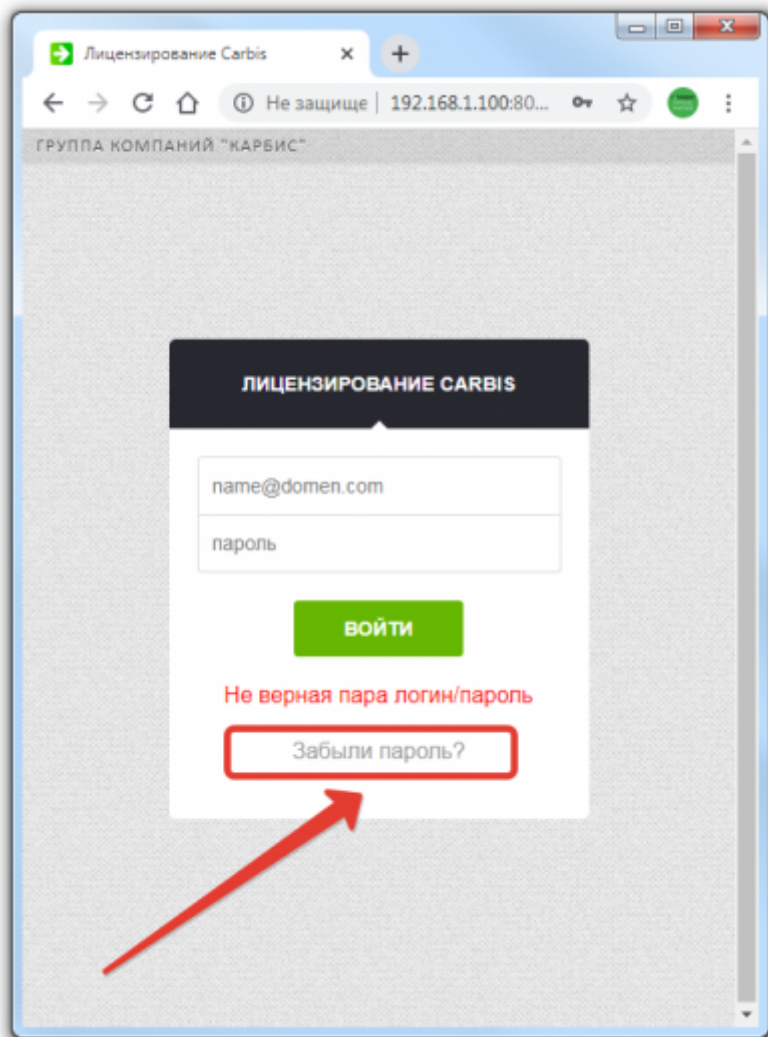 Лицензирование Carbis
Не защище | 192.168.1.100:80...
ГРУППА КОМПАНИЙ "КАРБИС"
ЛИЦЕНЗИРОВАНИЕ CARBIS
name@domen.com
пароль
ВОЙТИ
Не верная пара логин/пароль
Забыли пароль?